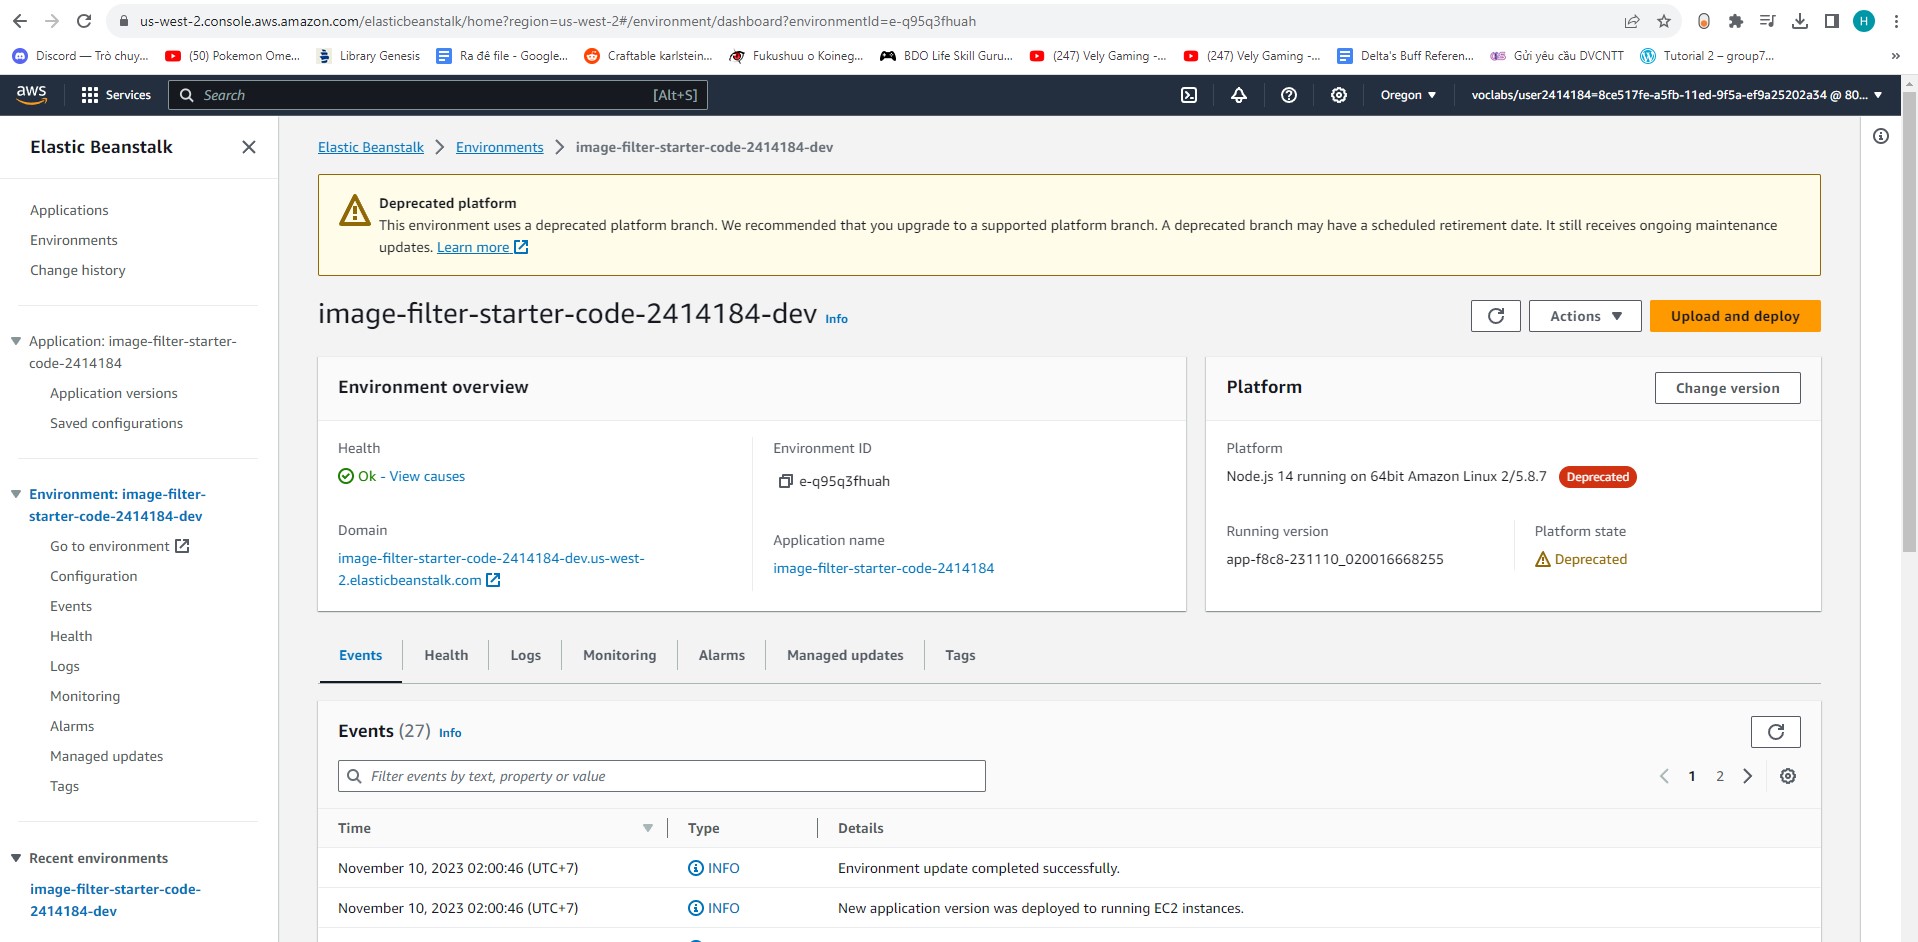 us-west-2.console.aws.amazon.com/elasticbeanstalk/home?region=us-west-2#/environment/dashboard?environmentId=e-q95q3fhuah
H
Discord — Trò chuy...
(50) Pokemon Ome...
Library Genesis
Ra đề file - Google...
Craftable karlstein...
Fukushuu o Koineg...
BDO Life Skill Guru...
(247) Vely Gaming -...
(247) Vely Gaming -...
Delta's Buff Referen...
Gửi yêu cầu DVCNTT
Tutorial 2 – group7...
»
aws
Services
Search
[Alt+S]
Oregon
voclabs/user2414184=8ce517fe-a5fb-11ed-9f5a-ef9a25202a34 @ 80...
Elastic Beanstalk
Applications
Environments
Change history
Application: image-filter-starter-
code-2414184
Application versions
Saved configurations
Environment: image-filter-
starter-code-2414184-dev
Go to environment
Configuration
Events
Health
Logs
Monitoring
Alarms
Managed updates
Tags
Recent environments
image-filter-starter-code-
2414184-dev
Elastic Beanstalk
Environments
image-filter-starter-code-2414184-dev
Deprecated platform
This environment uses a deprecated platform branch. We recommended that you upgrade to a supported platform branch. A deprecated branch may have a scheduled retirement date. It still receives ongoing maintenance
updates. Learn more
image-filter-starter-code-2414184-dev Info
Actions
Upload and deploy
Environment overview
Health
Ok - View causes
Domain
image-filter-starter-code-2414184-dev.us-west-
2.elasticbeanstalk.com
Environment ID
e-q95q3fhuah
Application name
image-filter-starter-code-2414184
Platform
Change version
Platform
Node.js 14 running on 64bit Amazon Linux 2/5.8.7 Deprecated
Running version
app-f8c8-231110_020016668255
Platform state
Deprecated
Events
Health
Logs
Monitoring
Alarms
Managed updates
Tags
Events (27) Info
Filter events by text, property or value
1
2
Time
Type
Details
November 10, 2023 02:00:46 (UTC+7)
INFO
Environment update completed successfully.
November 10, 2023 02:00:46 (UTC+7)
INFO
New application version was deployed to running EC2 instances.